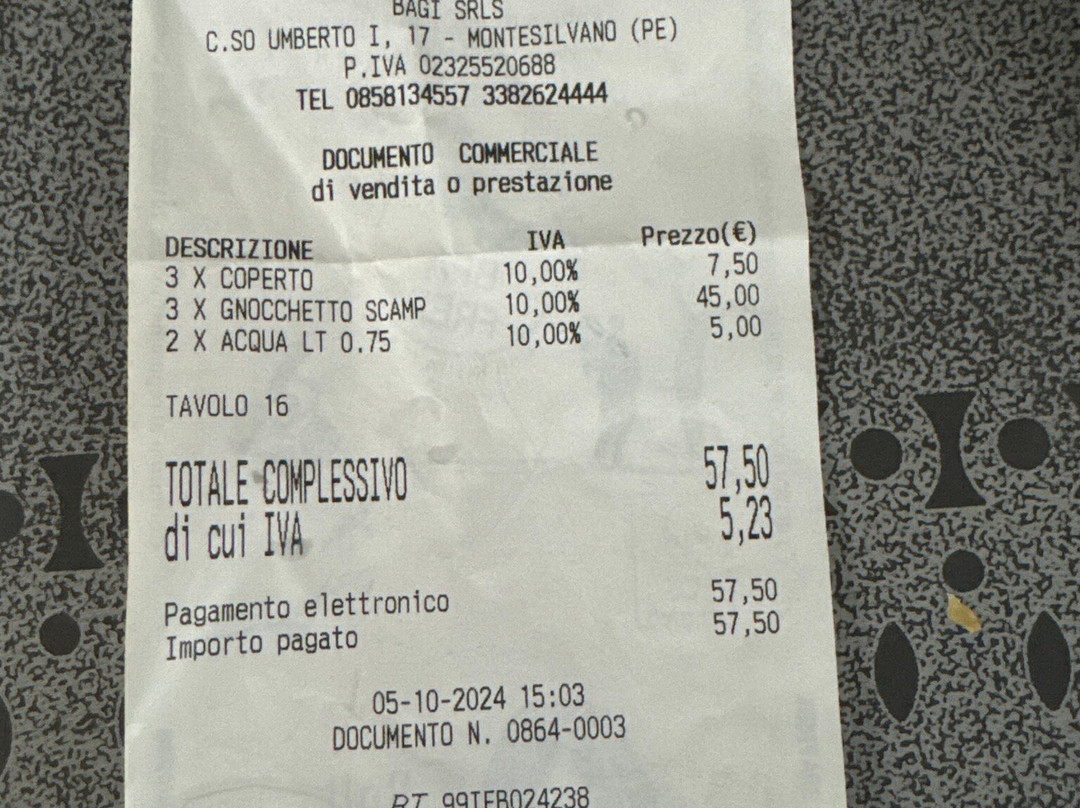 BAGI SRLS
C.SO UMBERTO I, 17 - MONTESILVANO (PE)
P.IVA 02325520688
TEL 0858134557 3382624444
DOCUMENTO COMMERCIALE
di vendita o prestazione
DESCRIZIONE IVA Prezzo(€)
3 X COPERTO 10,00% 7,50
3 X GNOCCHETTO SCAMP 10,00% 45,00
2 X ACQUA LT 0.75 10,00% 5,00
TAVOLO 16
TOTALE COMPLESSIVO 57,50
di cui IVA 5,23
Pagamento elettronico 57,50
Importo pagato 57,50
05-10-2024 15:03
DOCUMENTO N. 0864-0003
RT 99IEB024238